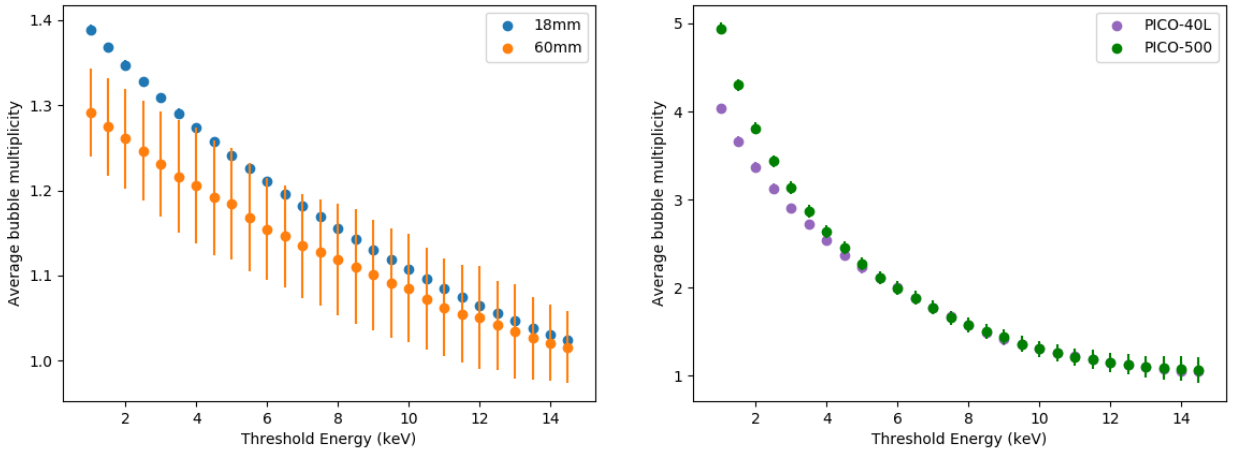 1.4
1.3
1.2
1.1
1.0
Average bubble multiplicity
18mm
60mm
2 4 6 8 10 12 14
Threshold Energy (keV)
5
4
3
2
1
Average bubble multiplicity
PICO-40L
PICO-500
2 4 6 8 10 12 14
Threshold Energy (keV)